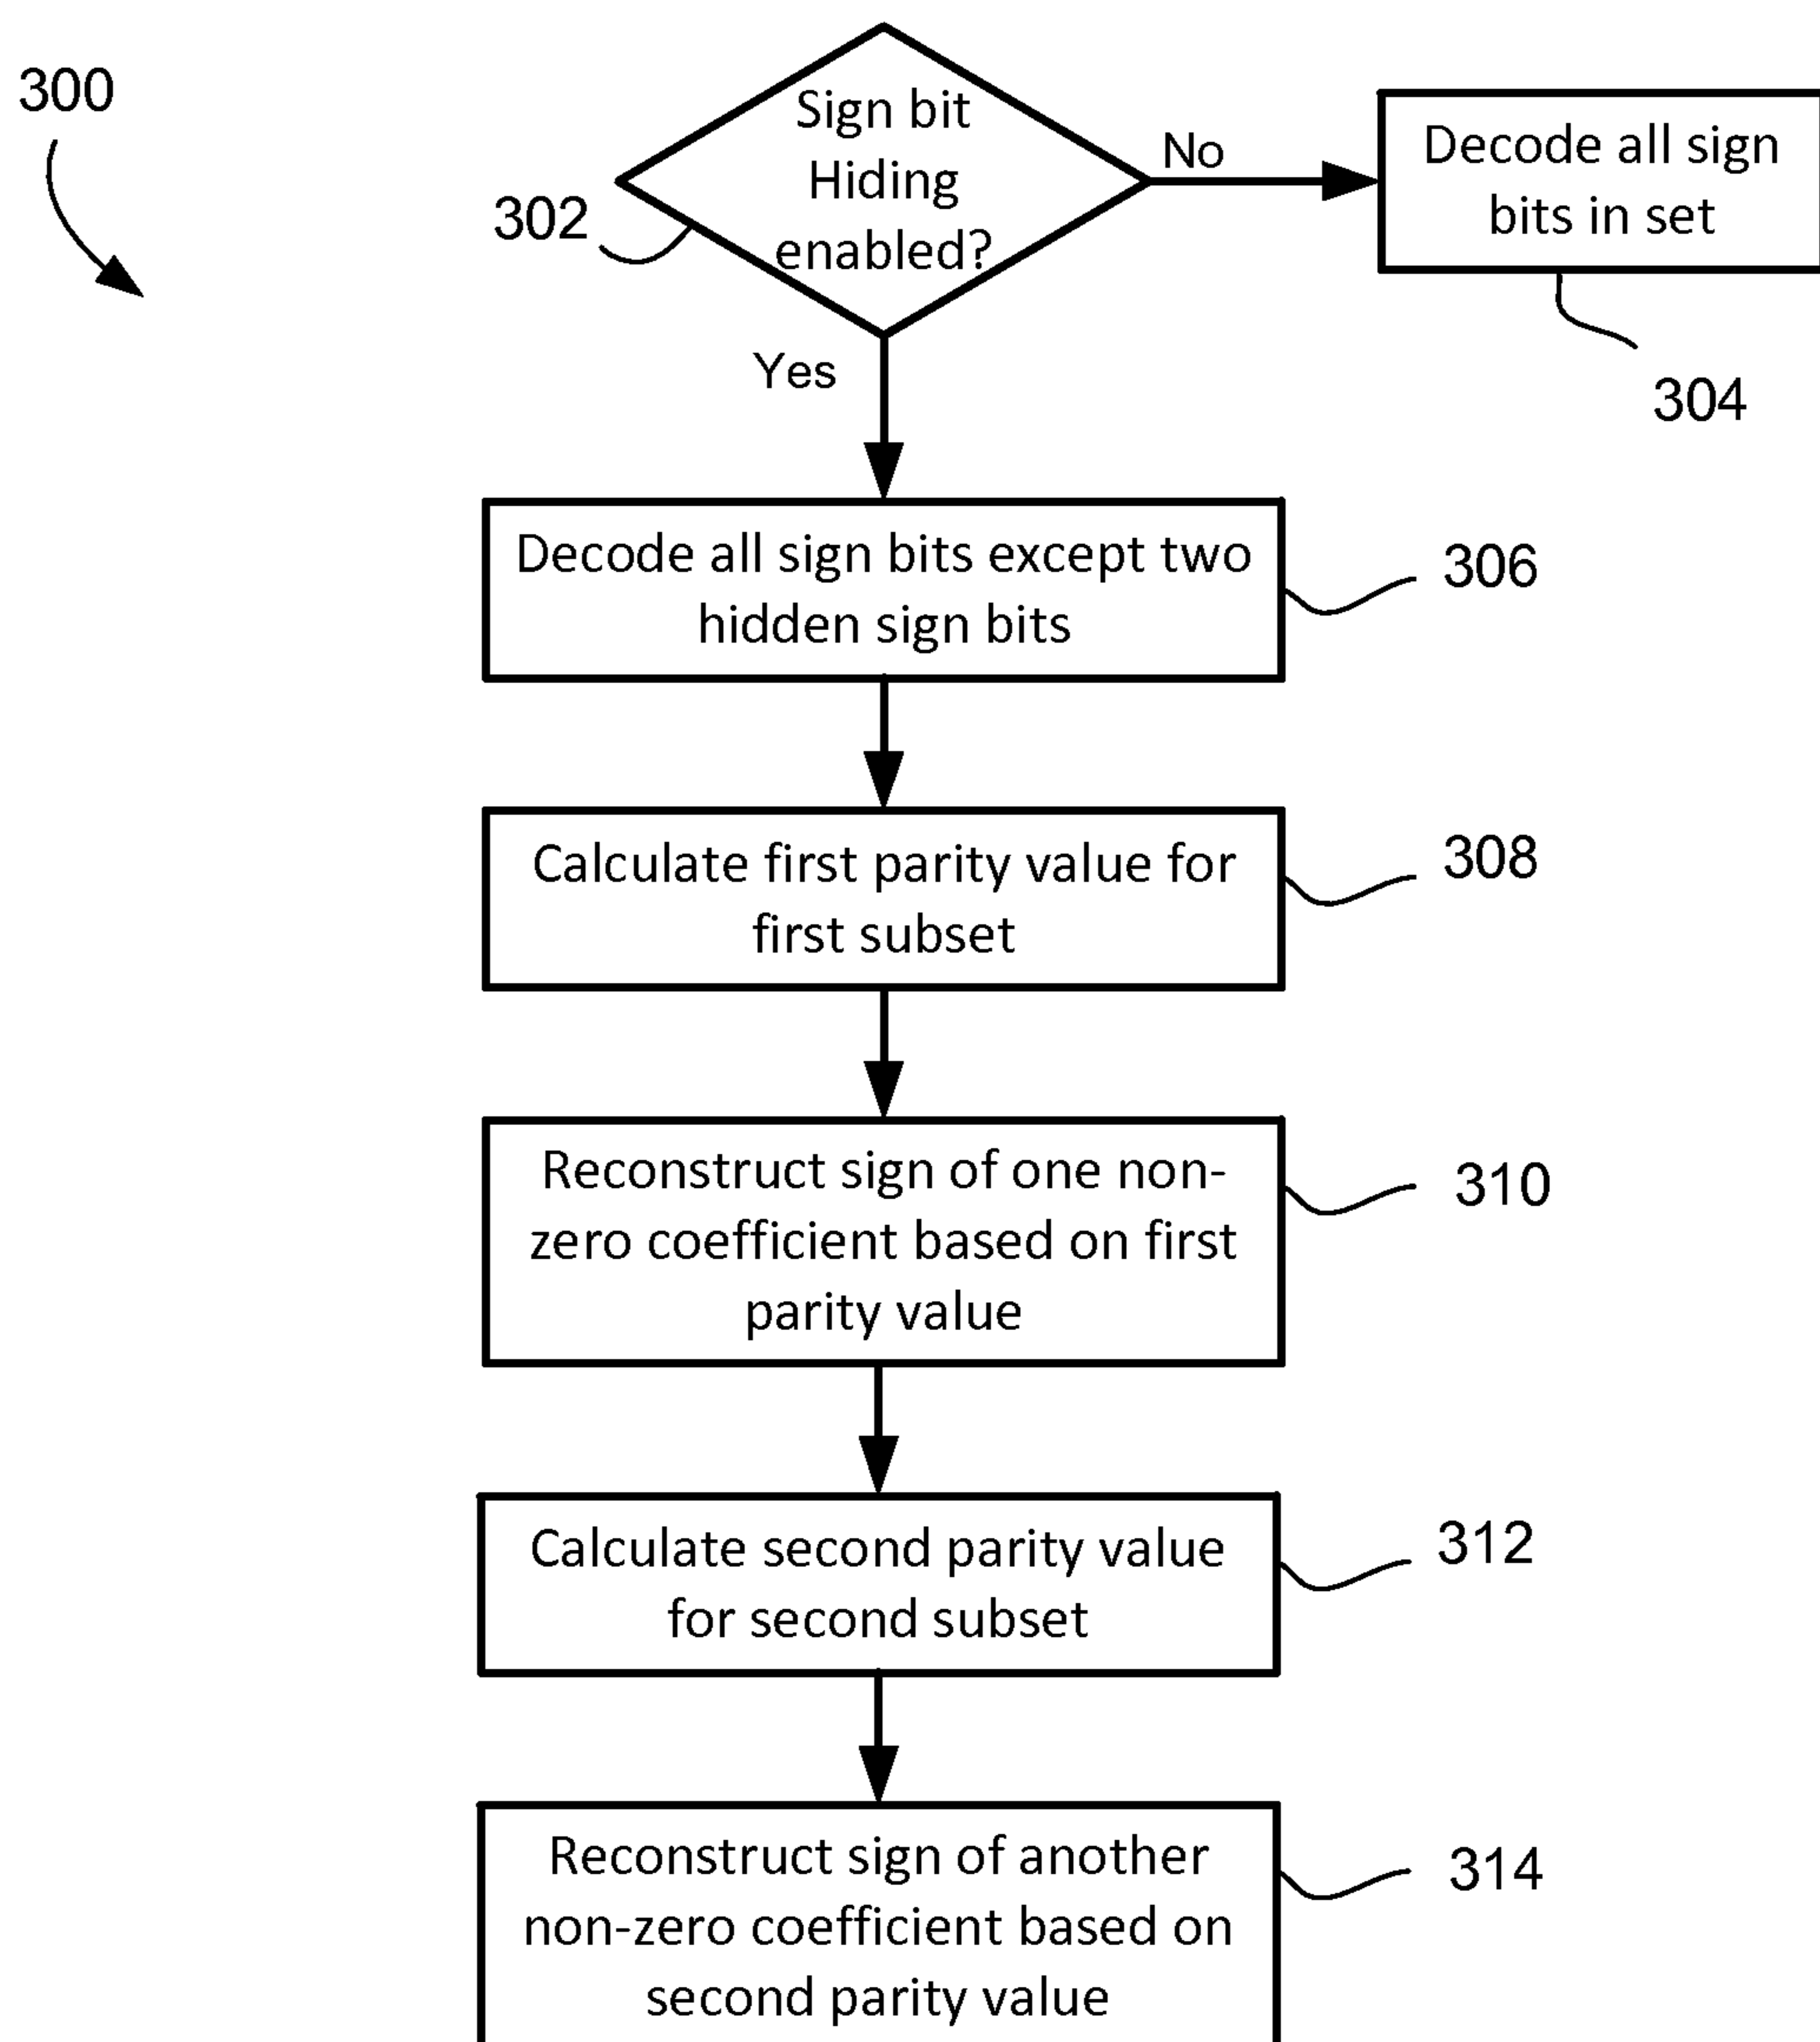 300
Sign bit
Hiding
enabled?
302
No
Decode all sign
bits in set
304
Yes
Decode all sign bits except two
hidden sign bits
306
Calculate first parity value for
first subset
308
Reconstruct sign of one non-
zero coefficient based on first
parity value
310
Calculate second parity value
for second subset
312
Reconstruct sign of another
non-zero coefficient based on
second parity value
314